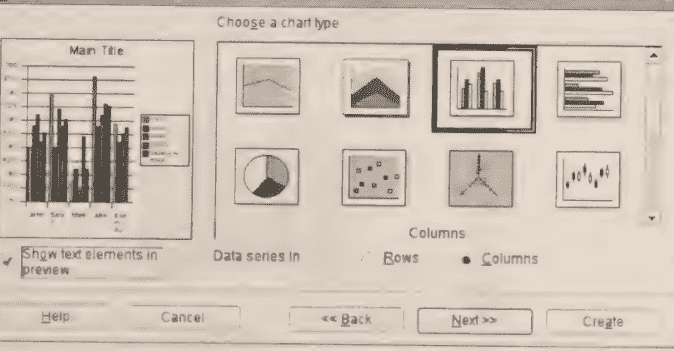 Choose a chart type
Main Title
Columns
Show text elements in
preview
Data series in
Rows
Columns
Help
Cancel
<< Back
Next >>
Create